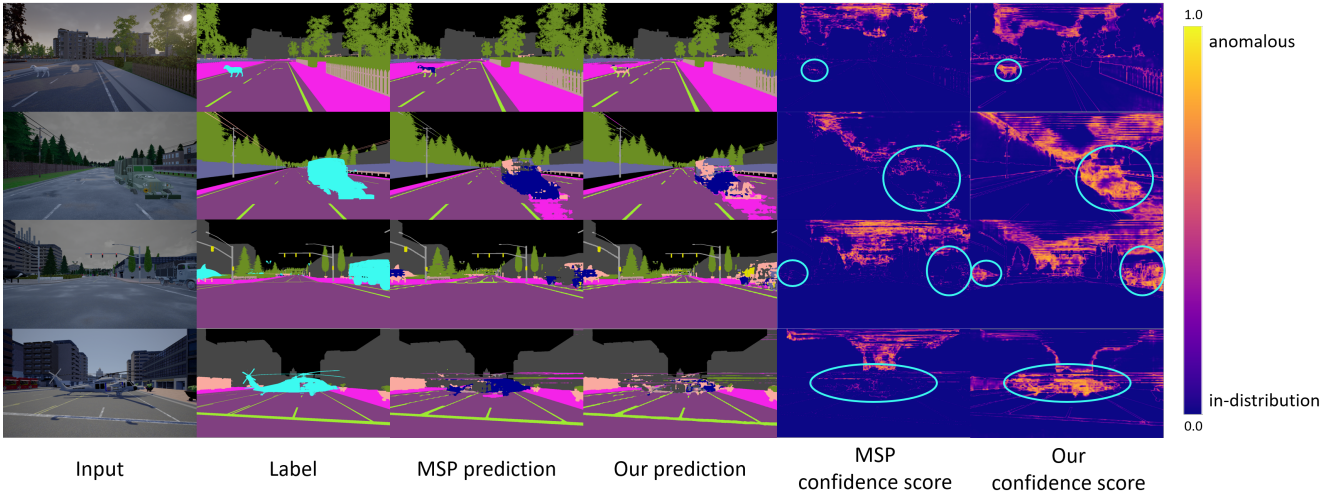 1.0
anomalous
in-distribution
0.0
Input
Label
MSP prediction
Our prediction
MSP
confidence score
Our
confidence score